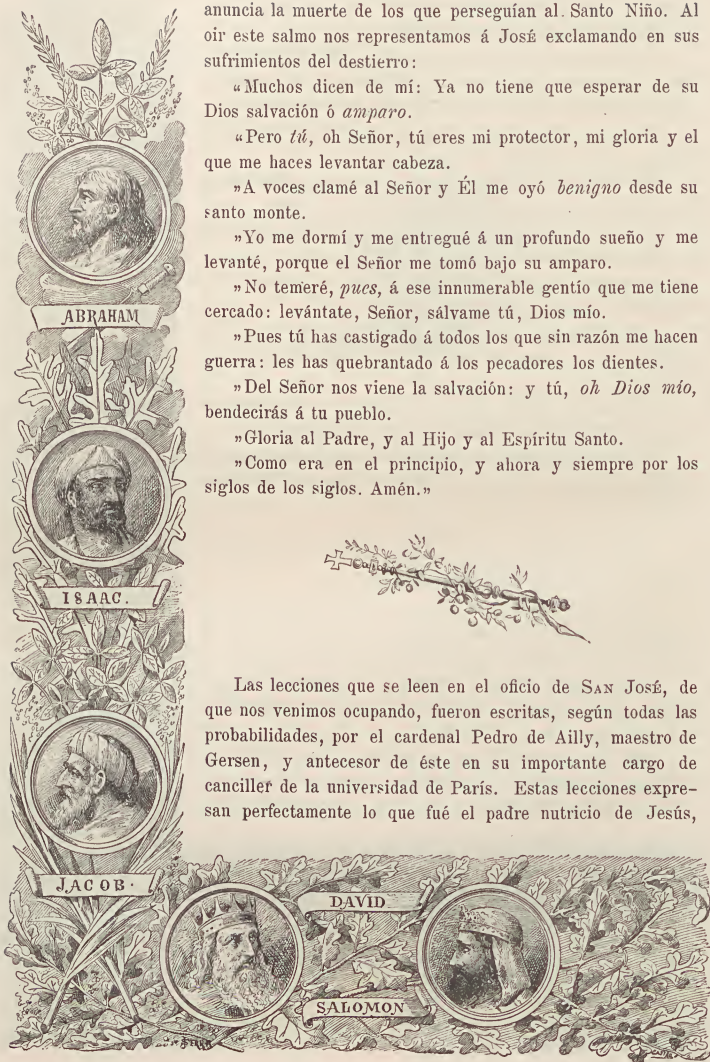 anuncia la muerte de los que perseguían al Santo Niño. Al
oir este salmo nos representamos á José exclamando en sus
sufrimientos del destierro:
«Muchos dicen de mí: Ya no tiene que esperar de su
Dios salvación ó amparo.
«Pero tú, oh Señor, tú eres mi protector, mi gloria y el
que me haces levantar cabeza.
»A voces clamé al Señor y Él me oyó benigno desde su
santo monte.
»Yo me dormí y me entregué á un profundo sueño y me
levanté, porque el Señor me tomó bajo su amparo.
»No temeré, pues, á ese innumerable gentío que me tiene
cercado: levántate, Señor, sálvame tú, Dios mío.
»Pues tú has castigado á todos los que sin razón me hacen
guerra: les has quebrantado á los pecadores los dientes.
»Del Señor nos viene la salvación: y tú, oh Dios mío,
bendecirás á tu pueblo.
»Gloria al Padre, y al Hijo y al Espíritu Santo.
»Como era en el principio, y ahora y siempre por los
siglos de los siglos. Amén.»
Las lecciones que se leen en el oficio de SAN JOSÉ, de
que nos venimos ocupando, fueron escritas, según todas las
probabilidades, por el cardenal Pedro de Ailly, maestro de
Gersen, y antecesor de éste en su importante cargo de
canciller de la universidad de París. Estas lecciones expre-
san perfectamente lo que fué el padre nutricio de Jesús,
ABRAHAM
ISAAC.
JACOB.
DAVID
SALOMON